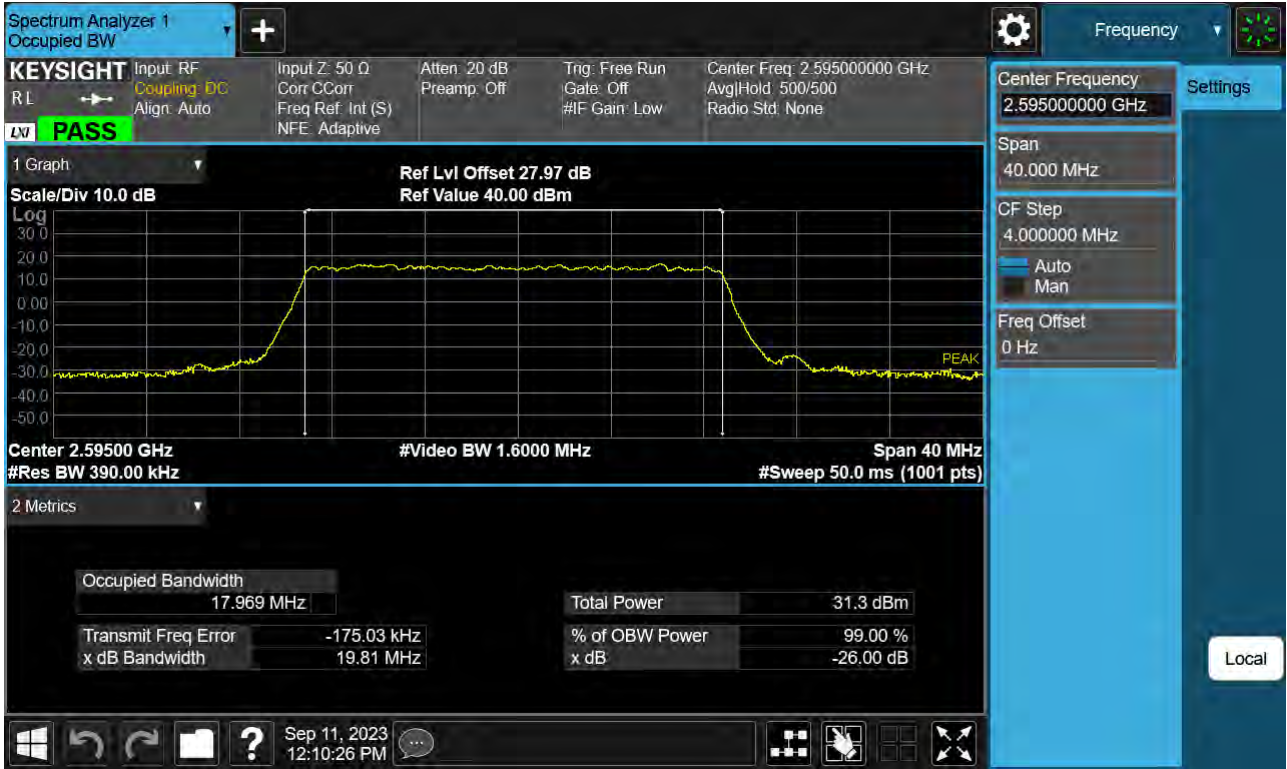 Spectrum Analyzer 1
Occupied BW
+
Frequency
KEYSIGHT
RL
LXI
PASS
Input: RF
Coupling: DC
Align: Auto
Input Z: 50 Ω
Corr CCorr
Freq Ref: Int (S)
NFE: Adaptive
Atten: 20 dB
Preamp: Off
Trig: Free Run
Gate: Off
#IF Gain: Low
Center Freq: 2.595000000 GHz
Avg|Hold: 500/500
Radio Std: None
1 Graph
Scale/Div 10.0 dB
Ref Lvl Offset 27.97 dB
Ref Value 40.00 dBm
Log
30.0
20.0
10.0
0.00
-10.0
-20.0
-30.0
-40.0
-50.0
PEAK
Center 2.59500 GHz
#Video BW 1.6000 MHz
Span 40 MHz
#Res BW 390.00 kHz
#Sweep 50.0 ms (1001 pts)
2 Metrics
Occupied Bandwidth
17.969 MHz
Total Power 31.3 dBm
Transmit Freq Error -175.03 kHz
% of OBW Power 99.00 %
x dB Bandwidth 19.81 MHz
x dB -26.00 dB
Center Frequency
2.595000000 GHz
Span
40.000 MHz
CF Step
4.000000 MHz
Auto
Man
Freq Offset
0 Hz
Settings
Local
?
Sep 11, 2023
12:10:26 PM